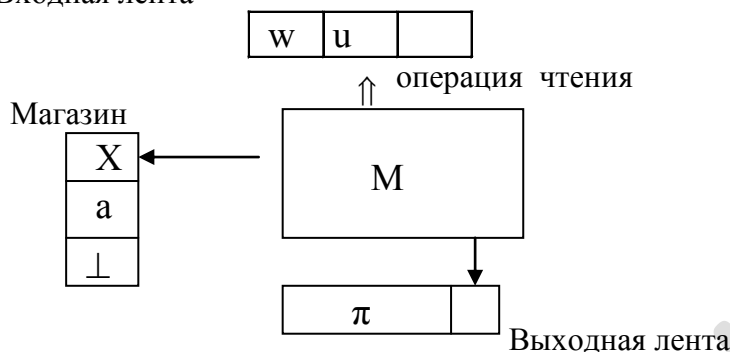 Входная лента
w u
операция чтения
Магазин
X
M
a
⊥
π
Выходная лента